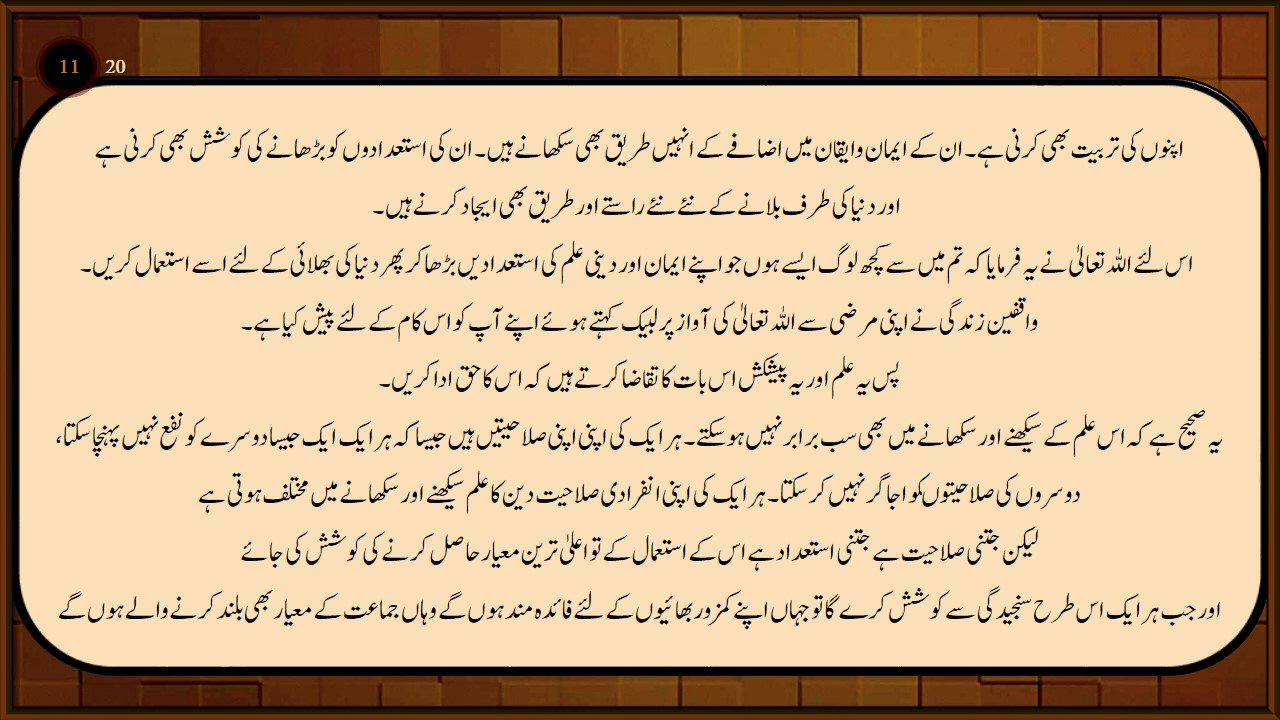 11 20
اپنوں کی تربیت بھی کرنی ہے۔ ان کے ایمان وایقان میں اضافے کے انہیں طریق بھی سکھانے ہیں۔ ان کی استعدادوں کو بڑھانے کی کوشش بھی کرنی ہے
اور دنیا کی طرف بلانے کے نئے نئے راستے اور طریق بھی ایجاد کرنے ہیں۔
اس لئے اللہ تعالیٰ نے یہ فرمایا کہ تم میں سے کچھ لوگ ایسے ہوں جو اپنے ایمان اور دینی علم کی استعدادیں بڑھا کر پھر دنیا کی بھلائی کے لئے اسے استعمال کریں۔
واقفین زندگی نے اپنی مرضی سے اللہ تعالیٰ کی آواز پر لبیک کہتے ہوئے اپنے آپ کو اس کام کے لئے پیش کیا ہے۔
پس یہ علم اور یہ پیشکش اس بات کا تقاضا کرتے ہیں کہ اس کا حق ادا کریں۔
یہ صحیح ہے کہ اس علم کے سیکھنے اور سکھانے میں بھی سب برابر نہیں ہو سکتے۔ ہر ایک کی اپنی اپنی صلاحیتیں ہیں جیسا کہ ہر ایک ایک جیسا دوسرے کو نفع نہیں پہنچا سکتا،
دوسروں کی صلاحیتوں کو اجاگر نہیں کر سکتا۔ ہر ایک کی اپنی انفرادی صلاحیت دین کا علم سیکھنے اور سکھانے میں مختلف ہوتی ہے
لیکن جتنی صلاحیت ہے جتنی استعداد ہے اس کے استعمال کے تو اعلیٰ ترین معیار حاصل کرنے کی کوشش کی جائے
اور جب ہر ایک اس طرح سنجیدگی سے کوشش کرے گا تو جہاں اپنے کمزور بھائیوں کے لئے فائدہ مند ہوں گے وہاں جماعت کے معیار بھی بلند کرنے والے ہوں گے